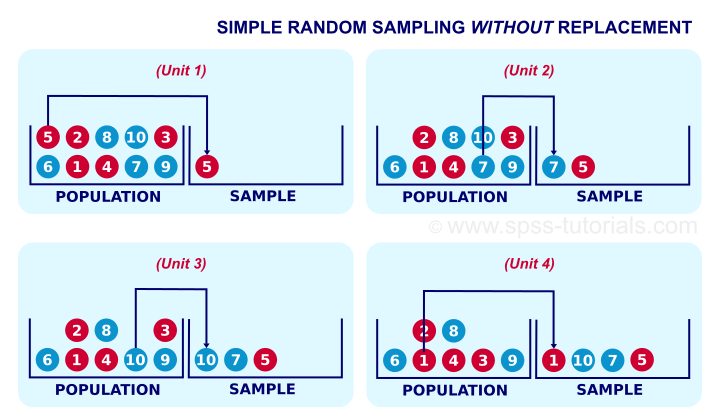 SIMPLE RANDOM SAMPLING WITHOUT REPLACEMENT
(Unit 1)
5 2 8 10 3
6 1 4 7 9 5
POPULATION SAMPLE
(Unit 2)
2 8 10 3
6 1 4 7 9 7 5
POPULATION SAMPLE
© www.spss-tutorials.com
(Unit 3)
2 8 3
6 1 4 10 9 10 7 5
POPULATION SAMPLE
(Unit 4)
2 8
6 1 4 3 9 1 10 7 5
POPULATION SAMPLE